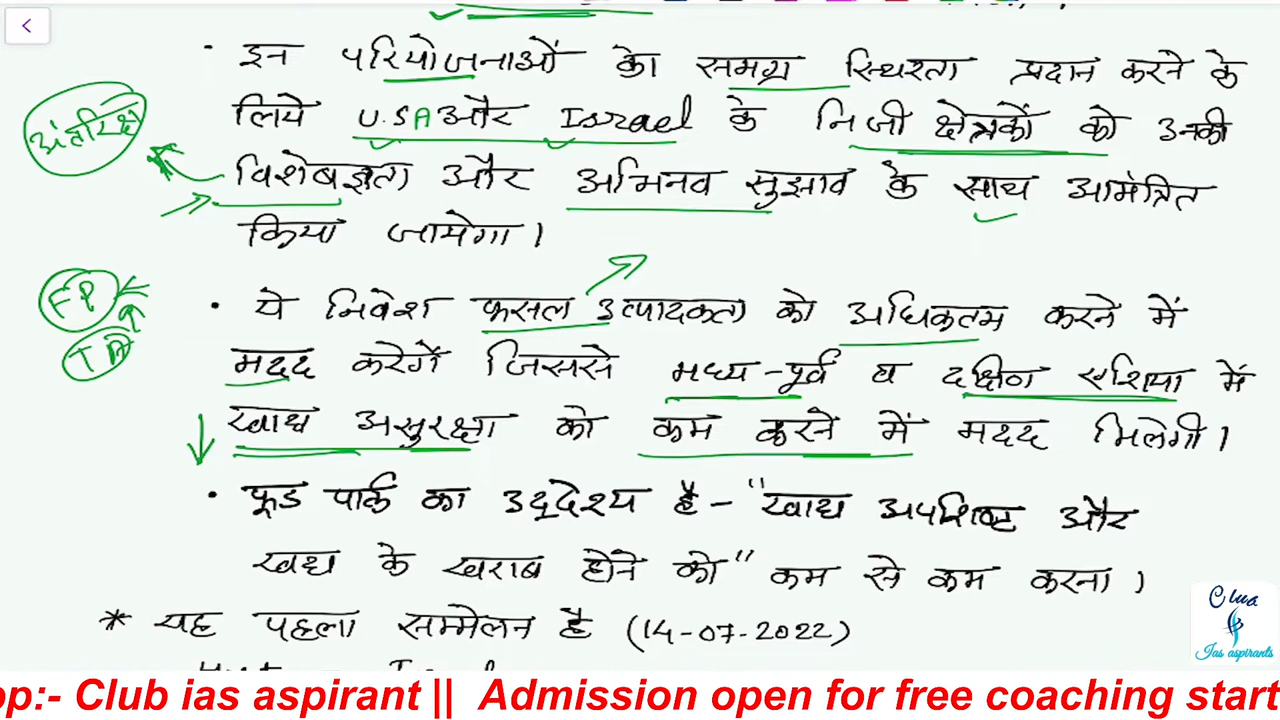 इन परियोजनाओं को समग्र स्थिरता प्रदान करने के
लिये U.SA और Israel के निजी क्षेत्रकों को उनकी
अंतरिक्ष
विशेषज्ञता और अभिनव सुझाव के साथ आमंत्रित
किया जायेगा।
FP
ये निवेश फसल उत्पादकता को अधिकतम करने में
मदद करेगें जिससे मध्य-पूर्व व दक्षिण एशिया में
खाद्य असुरक्षा को कम करने में मदद मिलेगी।
फूड पार्क का उद्देश्य है - "खाद्य अपशिष्ट और
खाद्य के खराब होने को" कम से कम करना।
* यह पहला सम्मेलन है (14-07-2022)
Club
Ias aspirants
op:- Club ias aspirant || Admission open for free coaching start